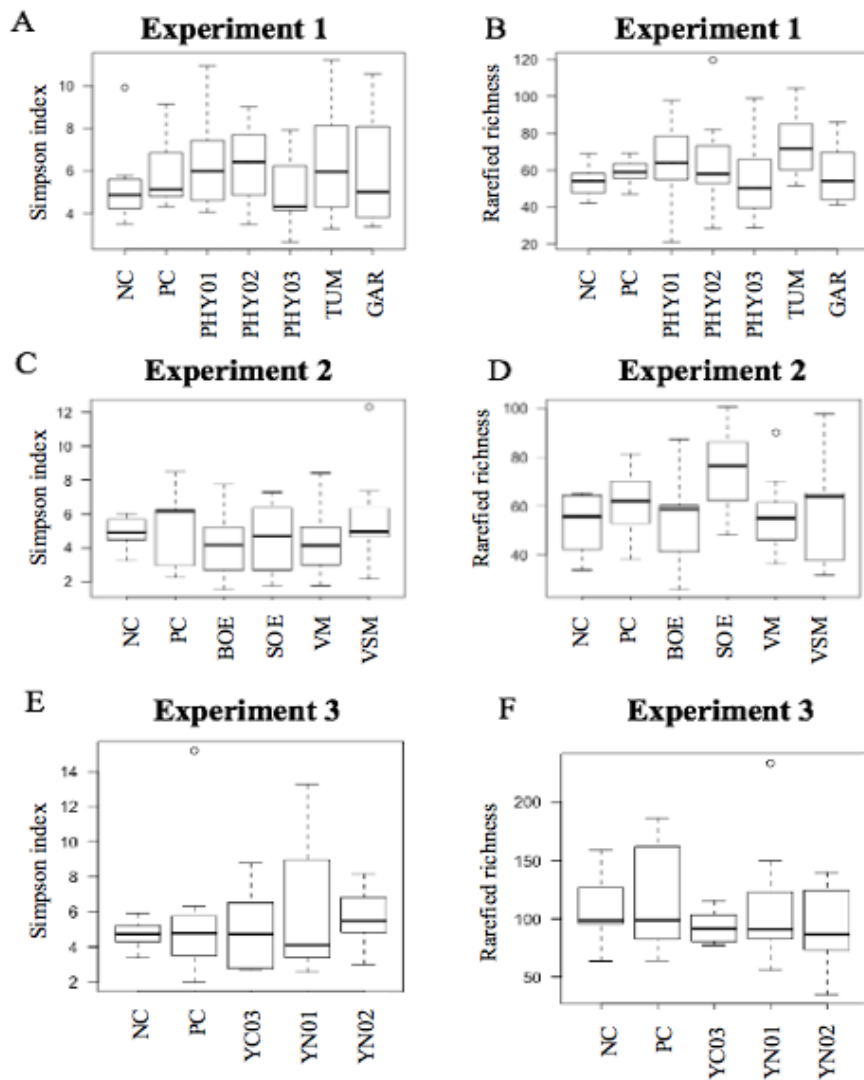 A
Experiment 1
Simpson index
10
8
6
4
NC
PC
PHY01
PHY02
PHY03
TUM
GAR
B
Experiment 1
Rarefied richness
120
100
80
60
40
20
NC
PC
PHY01
PHY02
PHY03
TUM
GAR
C
Experiment 2
Simpson index
12
10
8
6
4
2
NC
PC
BOE
SOE
VM
VSM
D
Experiment 2
Rarefied richness
100
80
60
40
NC
PC
BOE
SOE
VM
VSM
E
Experiment 3
Simpson index
14
12
10
8
6
4
2
NC
PC
YC03
YN01
YN02
F
Experiment 3
Rarefied richness
200
150
100
50
NC
PC
YC03
YN01
YN02